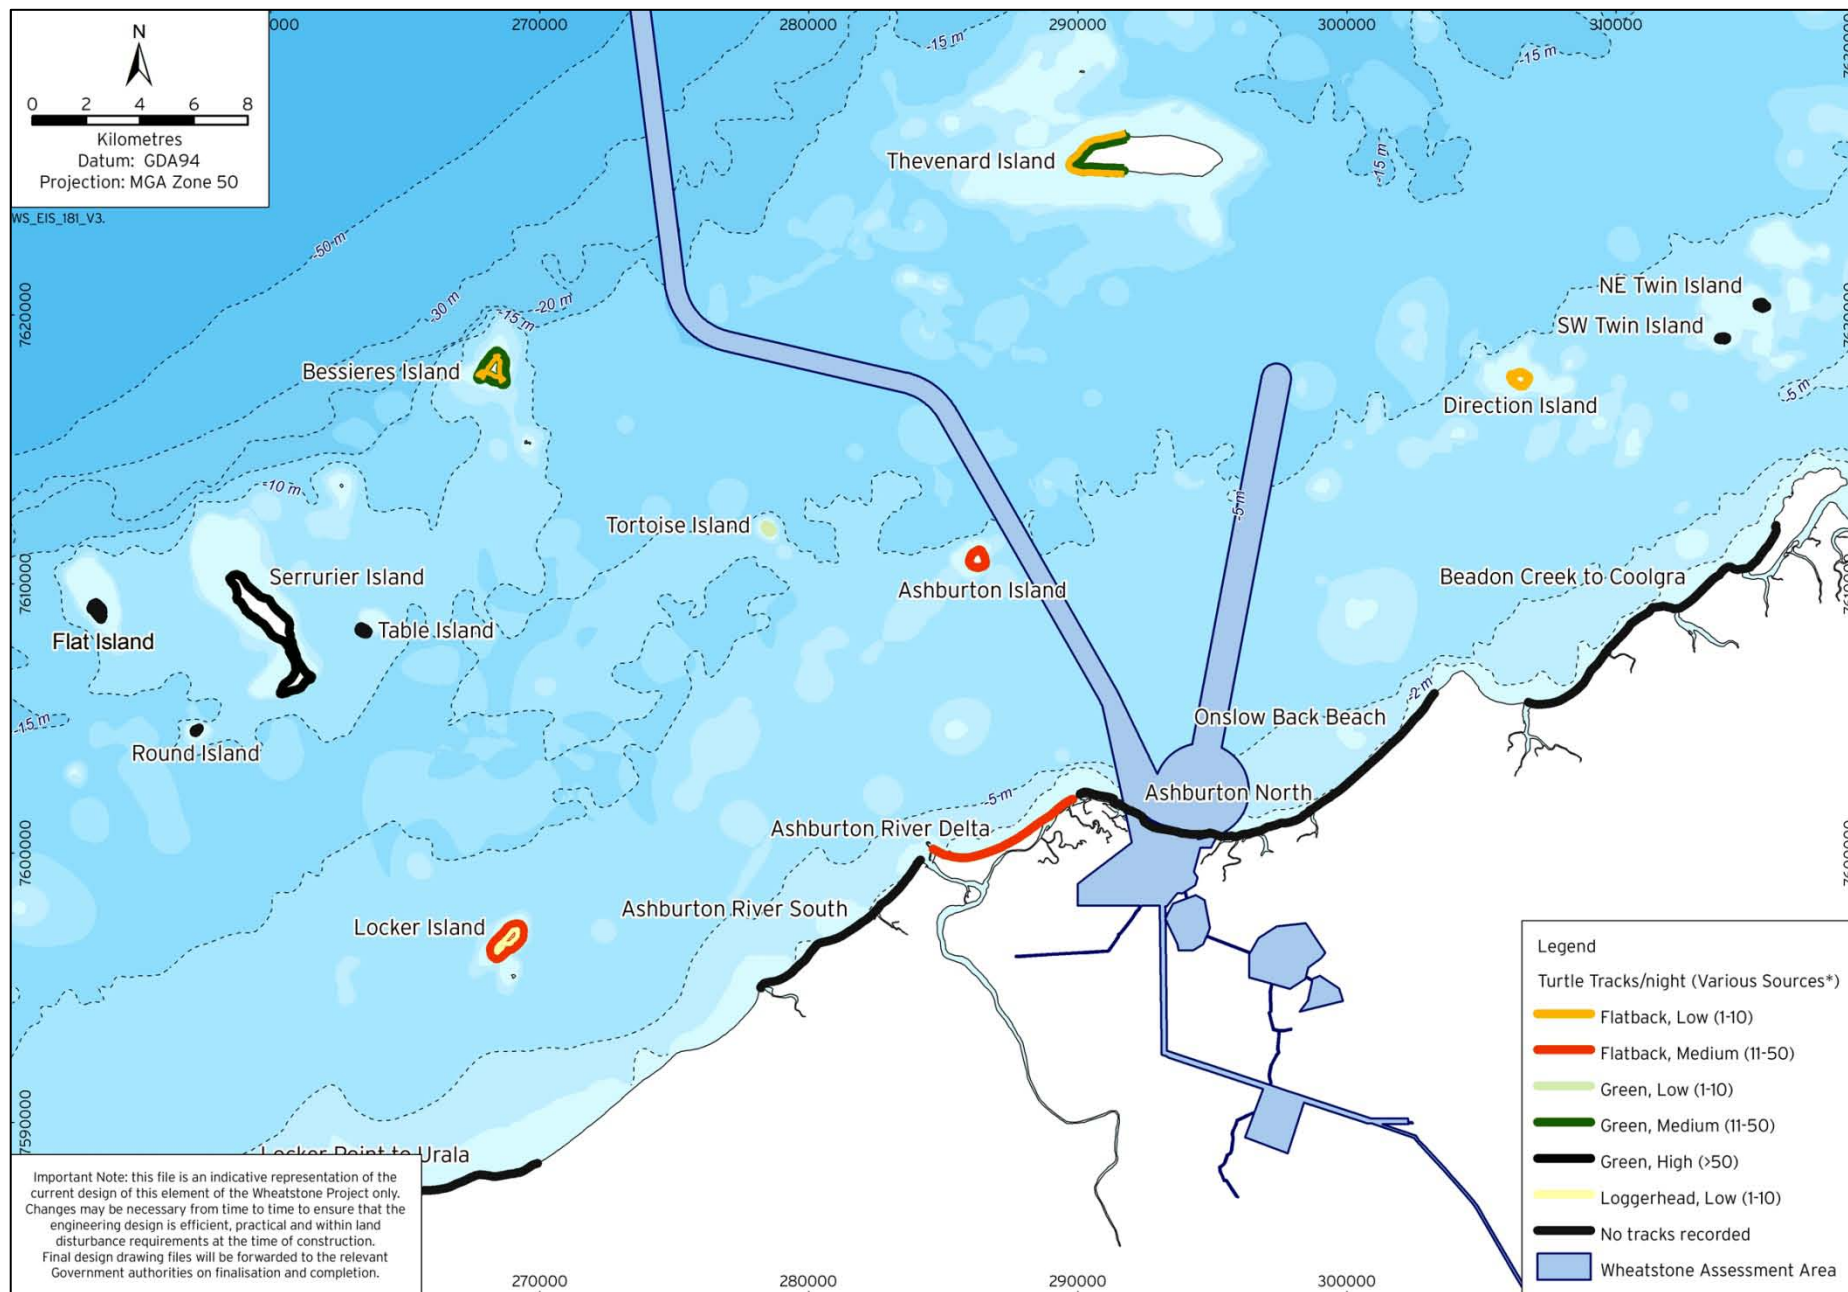 N
0 2 4 6 8
Kilometres
Datum: GDA94
Projection: MGA Zone 50
WS_EIS_181_V3.
270000 280000 290000 300000 310000
-15 m
-15 m
-15 m
Thevenard Island
-50 m
-30 m
-20 m
-15 m
7620000
NE Twin Island
SW Twin Island
Bessieres Island
Direction Island
-5 m
-10 m
-5 m
Tortoise Island
Ashburton Island
Serrurier Island
Beadon Creek to Coolgra
7610000
Flat Island
Table Island
-15 m
Round Island
-2 m
Onslow Back Beach
-5 m
Ashburton North
Ashburton River Delta
7600000
7600000
Ashburton River South
Locker Island
7590000
Locker Point to Urala
Important Note: this file is an indicative representation of the
current design of this element of the Wheatstone Project only.
Changes may be necessary from time to time to ensure that the
engineering design is efficient, practical and within land
disturbance requirements at the time of construction.
Final design drawing files will be forwarded to the relevant
Government authorities on finalisation and completion.
Legend
Turtle Tracks/night (Various Sources*)
Flatback, Low (1-10)
Flatback, Medium (11-50)
Green, Low (1-10)
Green, Medium (11-50)
Green, High (>50)
Loggerhead, Low (1-10)
No tracks recorded
Wheatstone Assessment Area
270000 280000 290000 300000